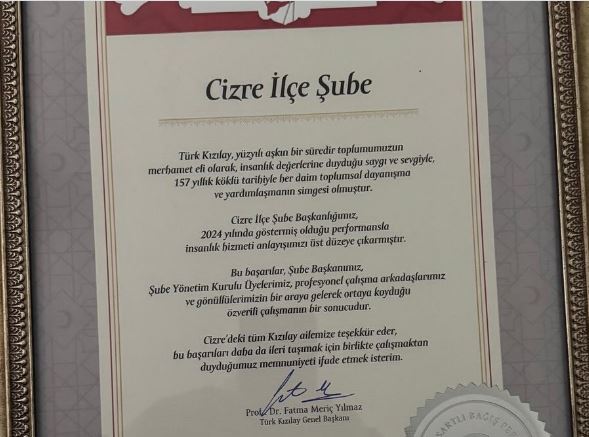 Cizre İlçe Şube
Türk Kızılay, yüzyılı aşkın bir süredir toplumumuzun
merhamet eli olarak, insanlık değerlerine duyduğu saygı ve sevgiyle,
157 yıllık köklü tarihiyle her daim toplumsal dayanışma
ve yardımlaşmanın simgesi olmuştur.
Cizre İlçe Şube Başkanlığımız,
2024 yılında göstermiş olduğu performansla
insanlık hizmeti anlayışımızı üst düzeye çıkarmıştır.
Bu başarılar, Şube Başkanımız,
Şube Yönetim Kurulu Üyelerimiz, profesyonel çalışma arkadaşlarımız
ve gönüllülerimizin bir araya gelerek ortaya koyduğu
özverili çalışmanın bir sonucudur.
Cizre'deki tüm Kızılay ailemize teşekkür eder,
bu başarıları daha da ileri taşımak için birlikte çalışmaktan
duyduğumuz memnuniyeti ifade etmek isterim.
Prof. Dr. Fatma Meriç Yılmaz
Türk Kızılay Genel Başkanı
ŞARTLI BAĞIŞ